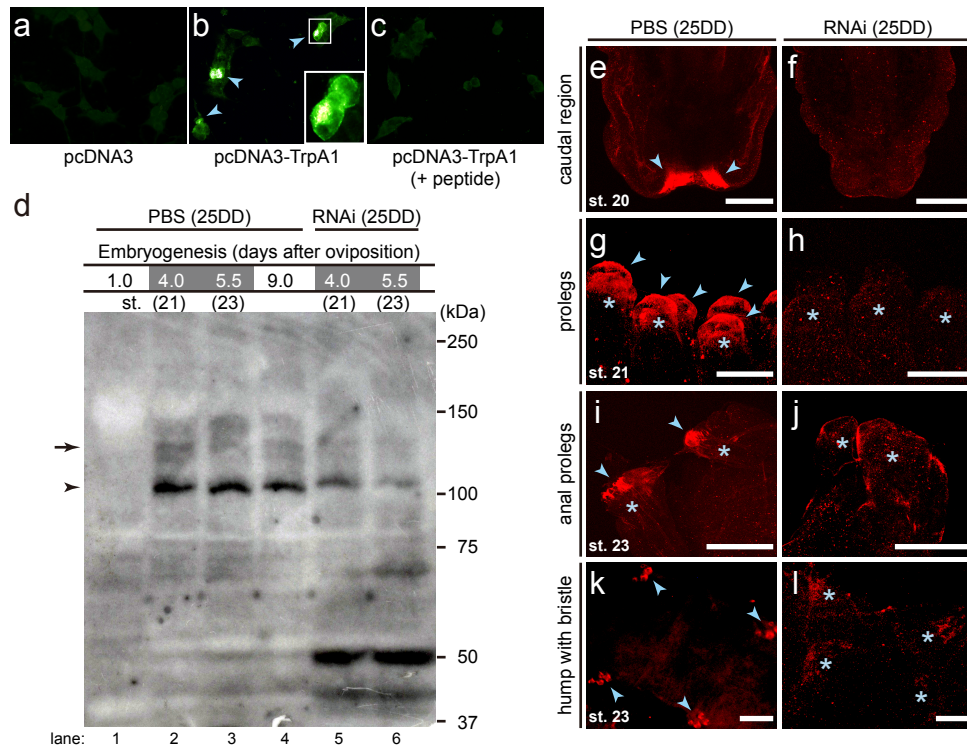 a
b
c
pcDNA3
pcDNA3-TrpA1
pcDNA3-TrpA1
(+ peptide)
d
PBS (25DD)
RNAi (25DD)
Embryogenesis (days after oviposition)
1.0
4.0
5.5
9.0
4.0
5.5
st.
(21)
(23)
(21)
(23)
(kDa)
250
150
100
75
50
37
lane:
1
2
3
4
5
6
PBS (25DD)
RNAi (25DD)
caudal region
e
st. 20
f
prolegs
g
*
*
*
st. 21
h
*
*
*
anal prolegs
i
*
*
st. 23
j
*
*
hump with bristle
k
st. 23
l
*
*
*
*